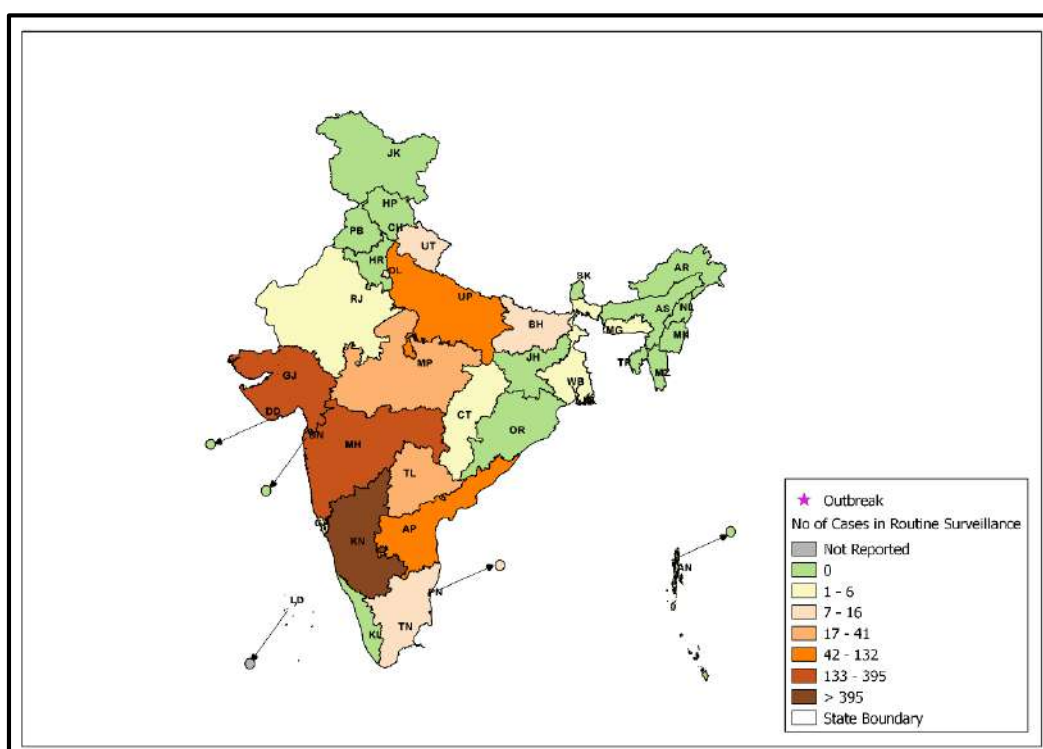 JK
HP
CH
PB
UT
HR
DL
RJ
UP
SK
AR
AS
NL
MG
BH
MN
TR
MZ
JH
MP
WB
GJ
CT
OR
DD
DN
MH
TL
AP
KN
PN
TN
KL
LD
AN
★ Outbreak
No of Cases in Routine Surveillance
Not Reported
0
1 - 6
7 - 16
17 - 41
42 - 132
133 - 395
> 395
State Boundary